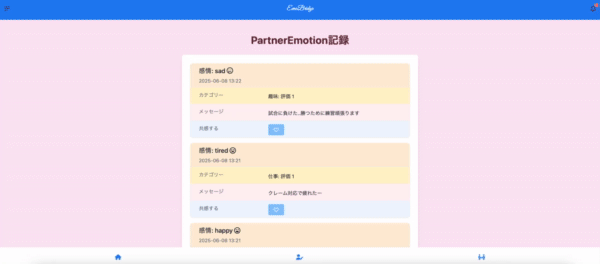 EmoBridge
PartnerEmotion記録
感情: sad
2025-06-08 13:22
カテゴリー 趣味: 評価 1
メッセージ 試合に負けた、勝つために練習頑張ります
共感する
感情: tired
2025-06-08 13:21
カテゴリー 仕事: 評価 1
メッセージ クレーム対応で疲れたー
共感する
感情: happy
2025-06-08 13:21